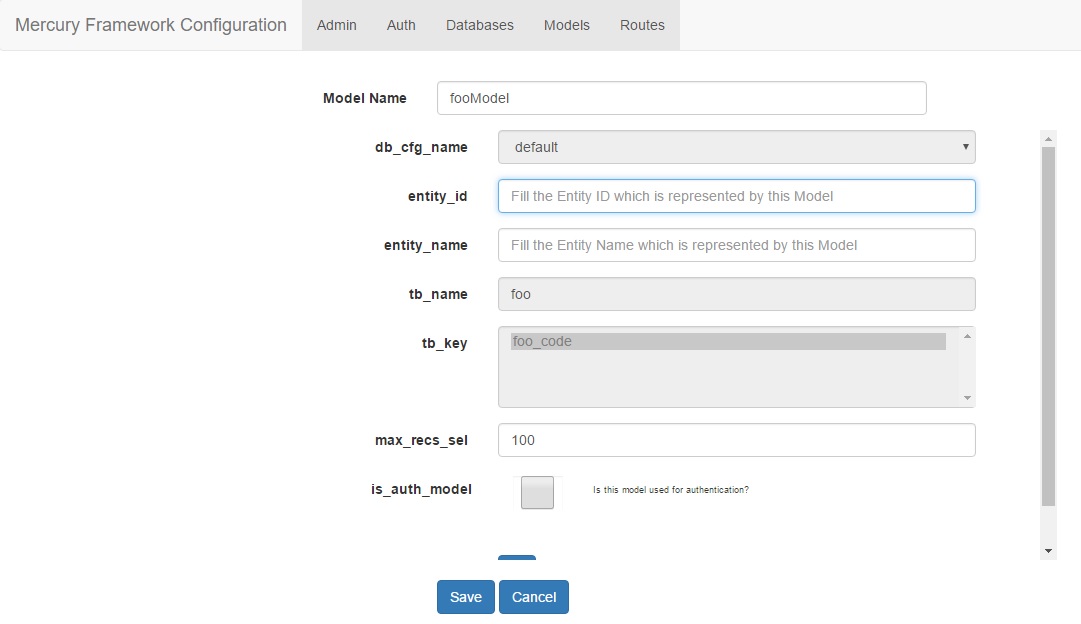 Mercury Framework Configuration Admin Auth Databases Models Routes
Model Name fooModel
db_cfg_name default
entity_id Fill the Entity ID which is represented by this Model
entity_name Fill the Entity Name which is represented by this Model
tb_name foo
tb_key foo_code
max_recs_sel 100
is_auth_model Is this model used for authentication?
Save Cancel